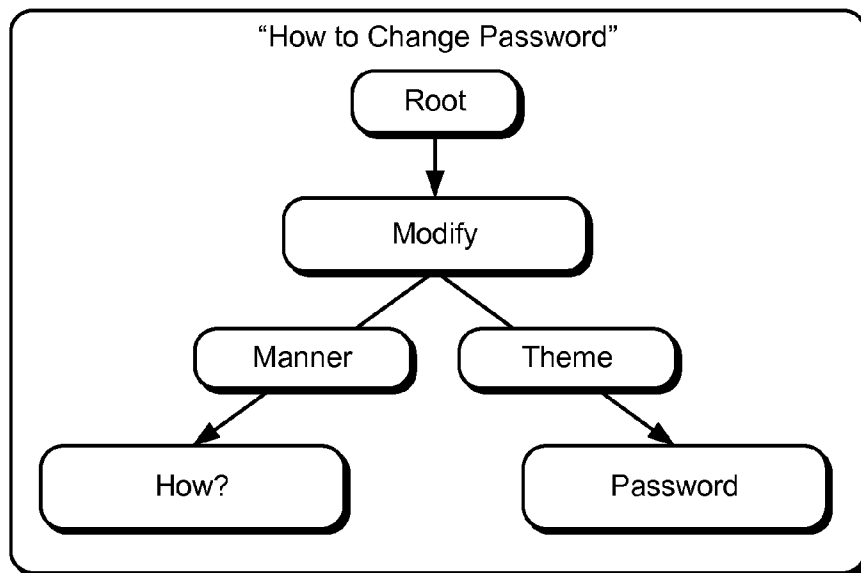 “How to Change Password”
Root
Modify
Manner
Theme
How?
Password